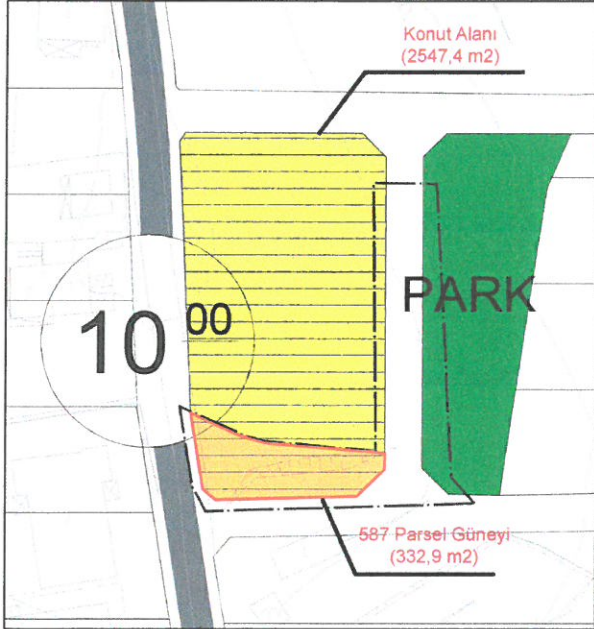 Konut Alanı
(2547,4 m2)
PARK
10 00
587 Parsel Güneyi
(332,9 m2)